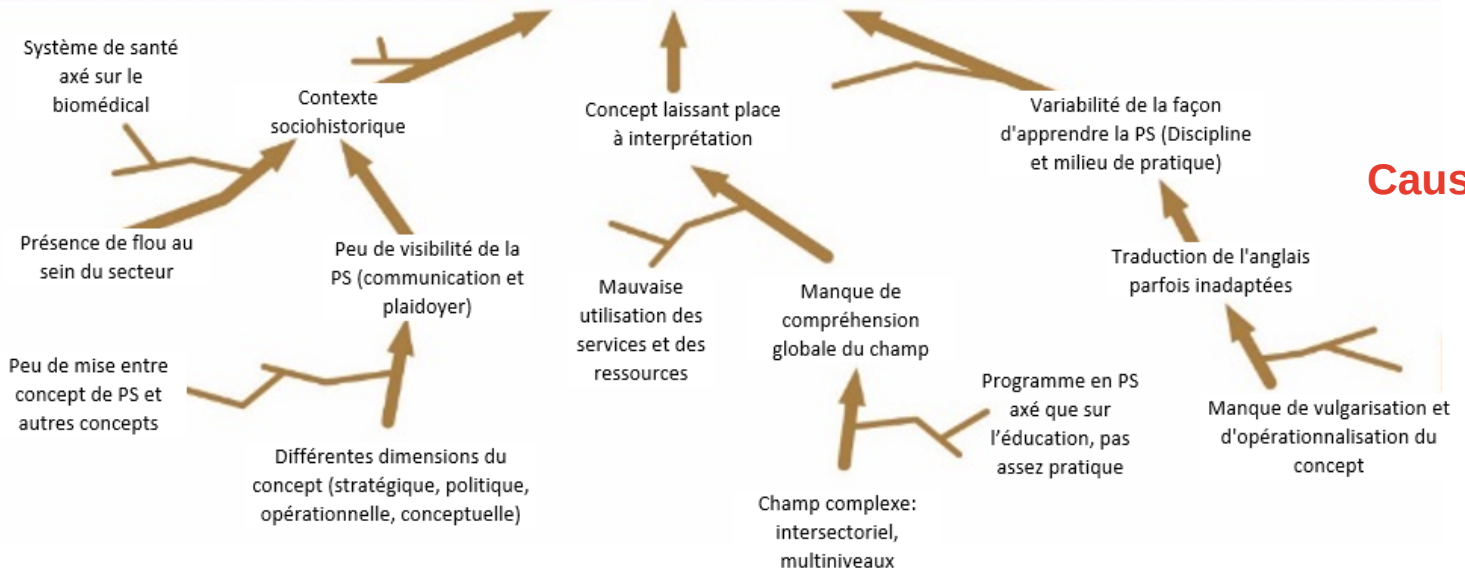 Système de santé
axé sur le
biomédical
Contexte
sociohistorique
Concept laissant place
à interprétation
Variabilité de la façon
d'apprendre la PS (Discipline
et milieu de pratique)
Caus
Présence de flou au
sein du secteur
Peu de visibilité de la
PS (communication et
plaidoyer)
Mauvaise
utilisation des
services et des
ressources
Manque de
compréhension
globale du champ
Traduction de l'anglais
parfois inadaptées
Peu de mise entre
concept de PS et
autres concepts
Différentes dimensions du
concept (stratégique, politique,
opérationnelle, conceptuelle)
Programme en PS
axé que sur
l’éducation, pas
assez pratique
Manque de vulgarisation et
d'opérationnalisation du
concept
Champ complexe:
intersectoriel,
multiniveaux